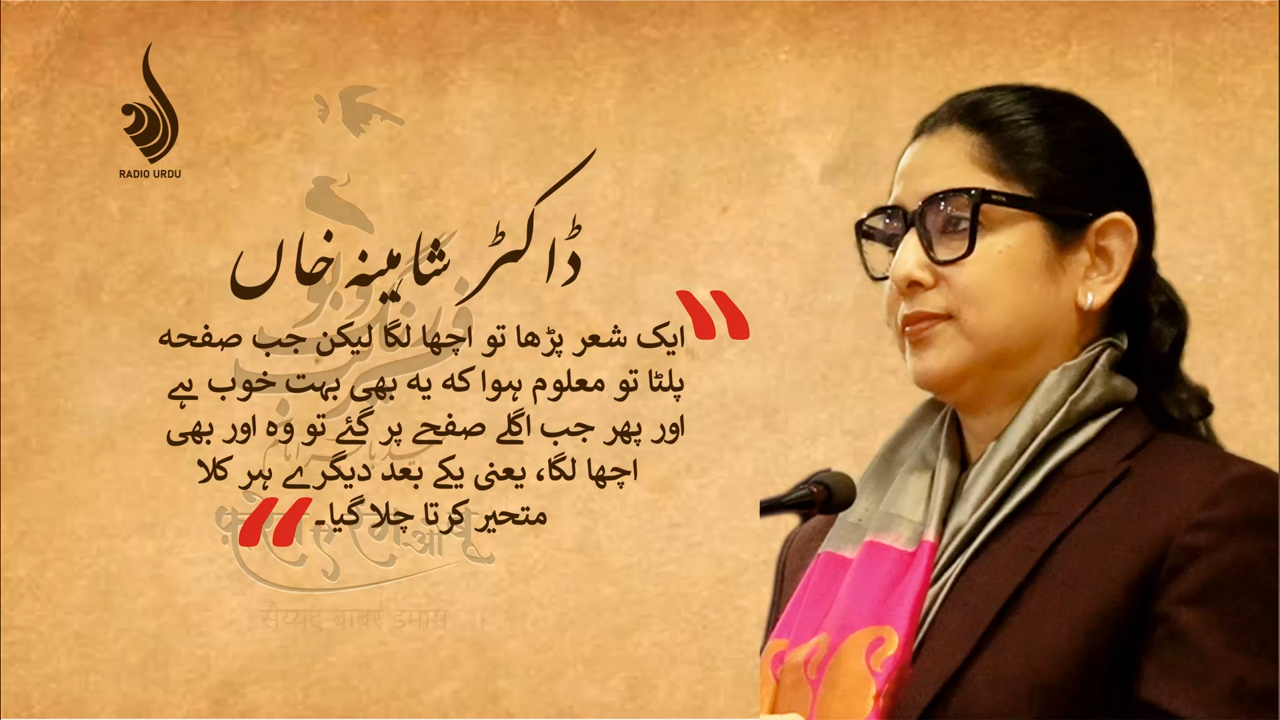 RADIO URDU
ڈاکٹر شاہینہ خاں
ایک شعر پڑھا تو اچھا لگا لیکن جب صفحہ
پلٹا تو معلوم ہوا کہ یہ بھی بہت خوب ہے
اور پھر جب اگلے صفحے پر گئے تو وہ اور بھی
اچھا لگا، یعنی یکے بعد دیگرے ہر کلا
متحیر کرتا چلا گیا۔
सैय्यद बाबर इमाम